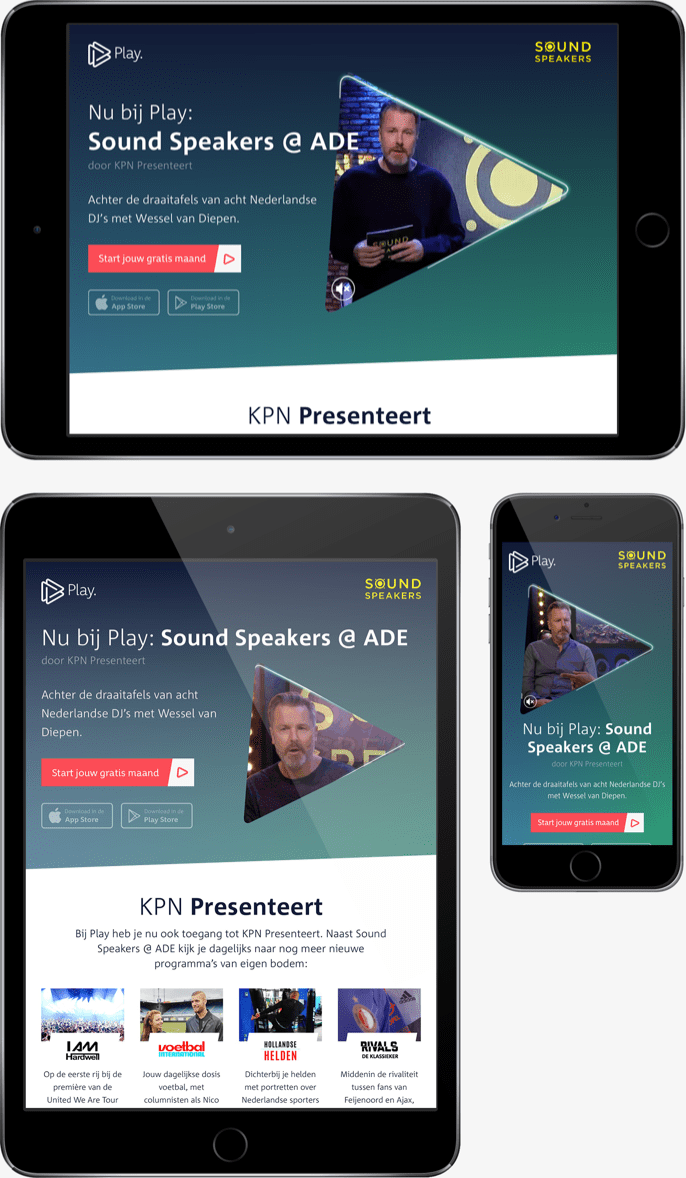 Play.
SOUND
SPEAKERS
Nu bij Play:
Sound Speakers @ ADE
door KPN Presenteert
Achter de draaitafels van acht Nederlandse
DJ's met Wessel van Diepen.
Start jouw gratis maand
Download in de
App Store
Download in de
Play Store
SOUND
KPN Presenteert
Play.
SOUND
SPEAKERS
Nu bij Play: Sound Speakers @ ADE
door KPN Presenteert
Achter de draaitafels van acht
Nederlandse DJ's met Wessel van
Diepen.
Start jouw gratis maand
Download in de
App Store
Download in de
Play Store
KPN Presenteert
Bij Play heb je nu ook toegang tot KPN Presenteert. Naast Sound
Speakers @ ADE kijk je dagelijks naar nog meer nieuwe
programma's van eigen bodem:
I AM
Hardwell
Op de eerste rij bij de
première van de
United We Are Tour
voetbal
INTERNATIONAL
Jouw dagelijkse dosis
voetbal, met
columnisten als Nico
HOLLANDSE
HELDEN
Dichterbij je helden
met portretten over
Nederlandse sporters
RIVALS
DE KLASSIEKER
Middenin de rivaliteit
tussen fans van
Feijenoord en Ajax,
Play.
SOUND
SPEAKERS
Nu bij Play: Sound
Speakers @ ADE
door KPN Presenteert
Achter de draaitafels van acht Nederlandse DJ's
met Wessel van Diepen.
Start jouw gratis maand